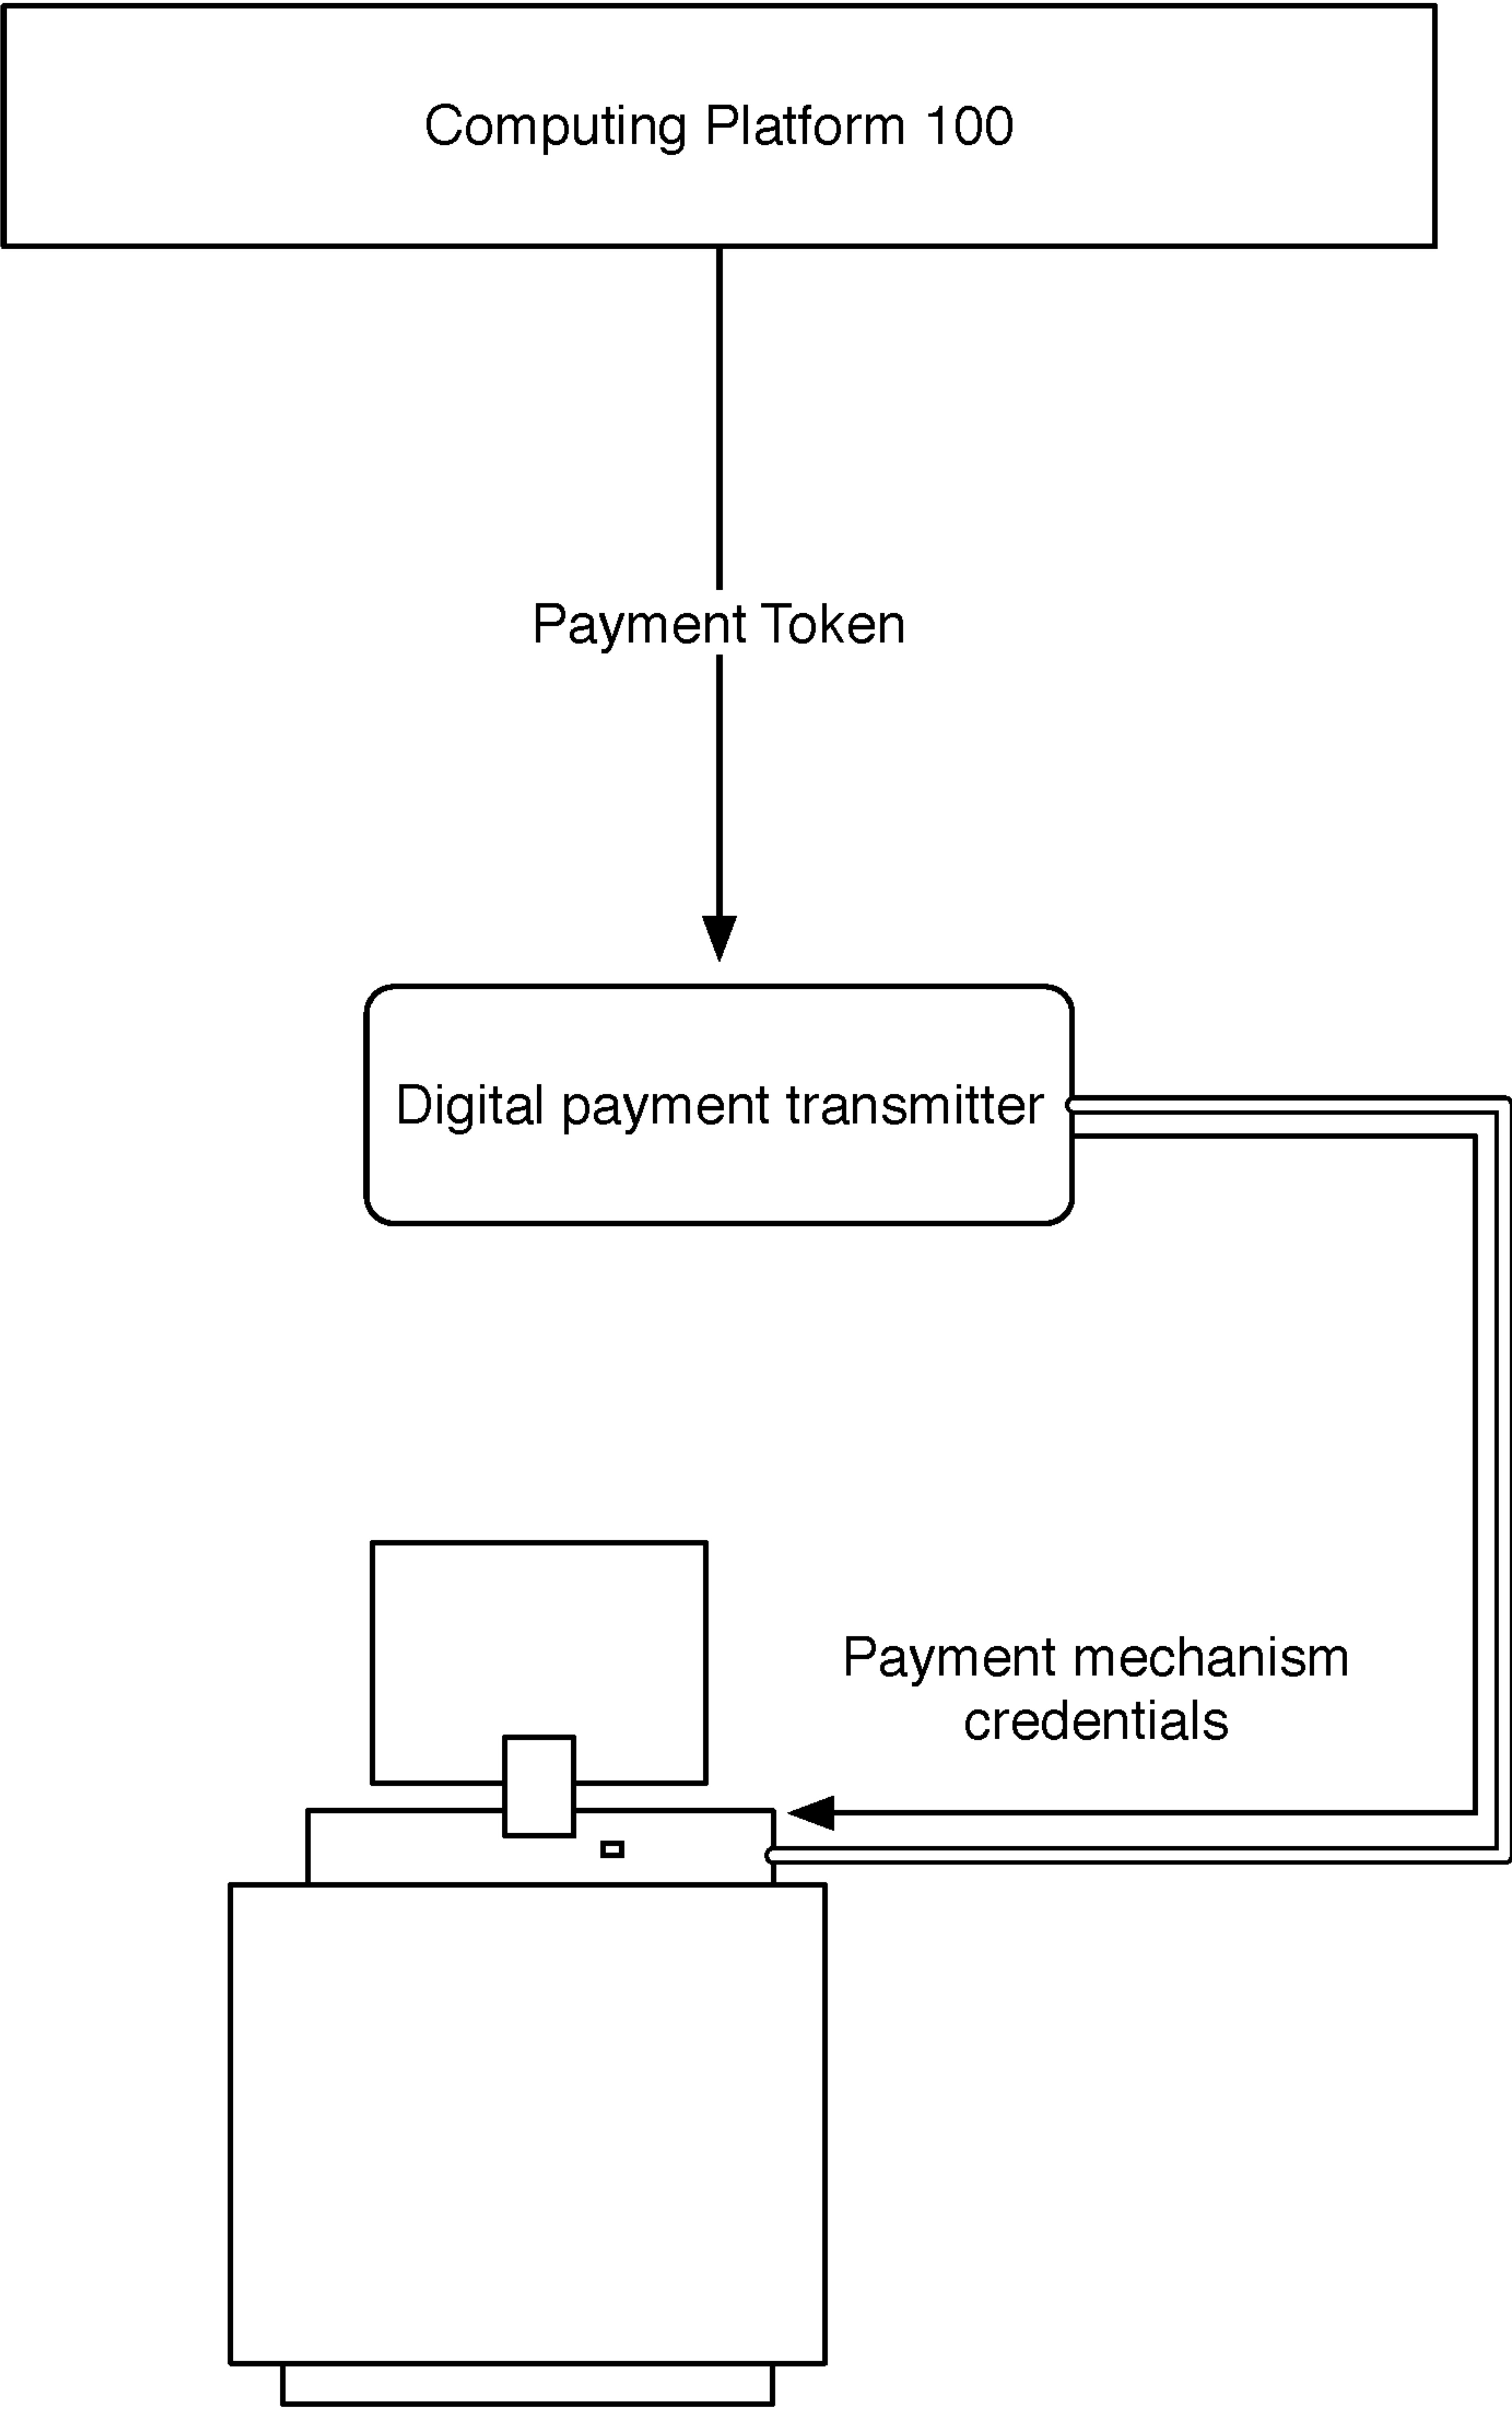 Computing Platform 100
Payment Token
Digital payment transmitter
Payment mechanism
credentials